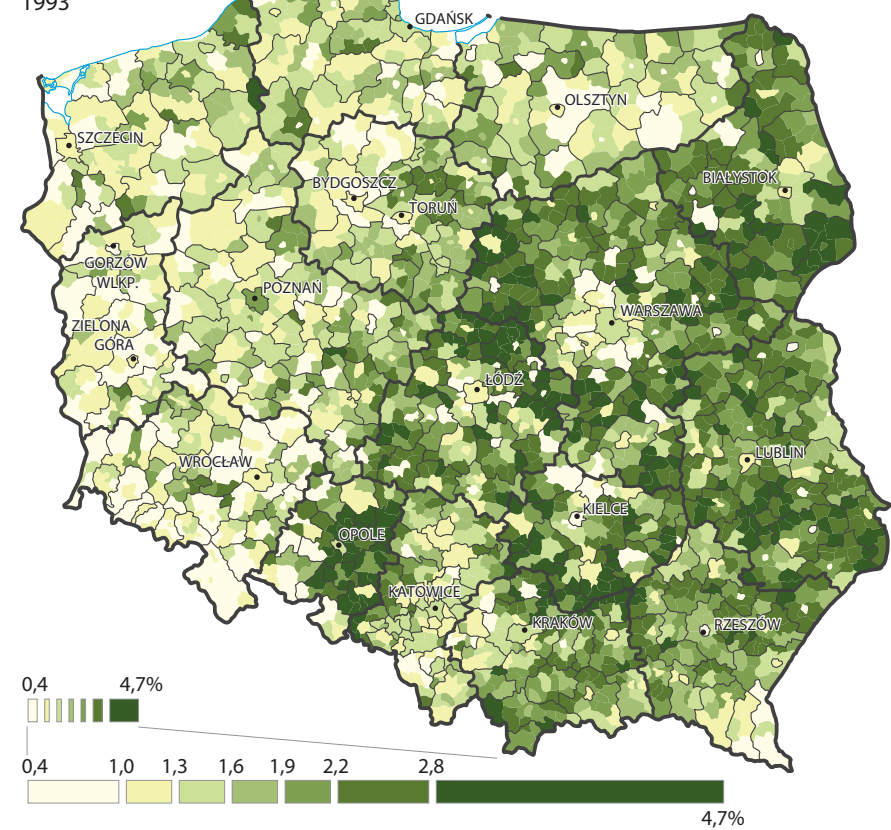 1993
GDAŃSK
OLSZTYN
SZCZECIN
BIAŁYSTOK
BYDGOSZCZ
TORUŃ
GORZÓW
WLKP.
POZNAŃ
WARSZAWA
ZIELONA
GÓRA
ŁÓDŹ
WROCŁAW
LUBLIN
KIELCE
OPOLE
KATOWICE
KRAKÓW
RZESZÓW
0,4 4,7%
0,4 1,0 1,3 1,6 1,9 2,2 2,8
4,7%